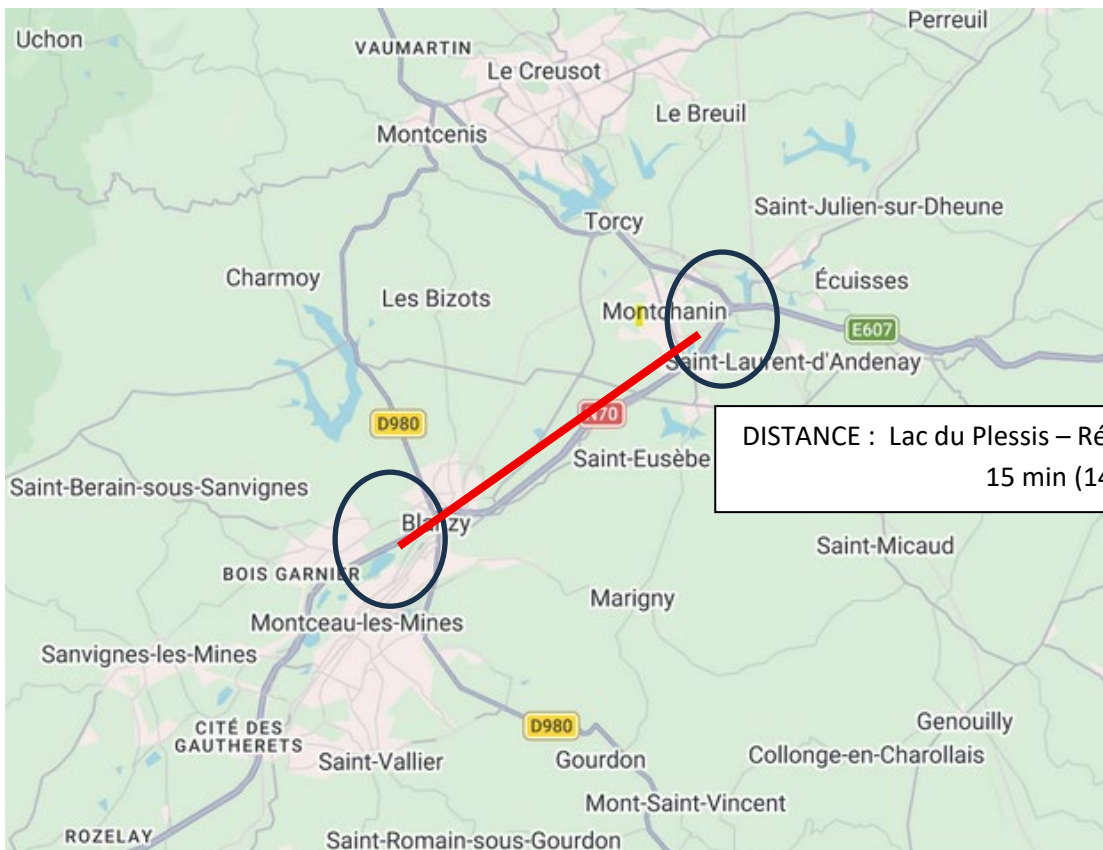 Perreuil
Uchon
VAUMARTIN
Le Creusot
Le Breuil
Montcenis
Saint-Julien-sur-Dheune
Torcy
Charmoy
Les Bizots
Écuisses
Montchanin
E607
Saint-Laurent-d'Andenay
D980
N70
DISTANCE : Lac du Plessis –
15 min
Saint-Eusèbe
Saint-Berain-sous-Sanvignes
Blanzy
Saint-Micaud
BOIS GARNIER
Marigny
Montceau-les-Mines
Sanvignes-les-Mines
CITÉ DES
GAUTHERETS
D980
Genouilly
Saint-Vallier
Gourdon
Collonge-en-Charollais
Mont-Saint-Vincent
ROZELAY
Saint-Romain-sous-Gourdon